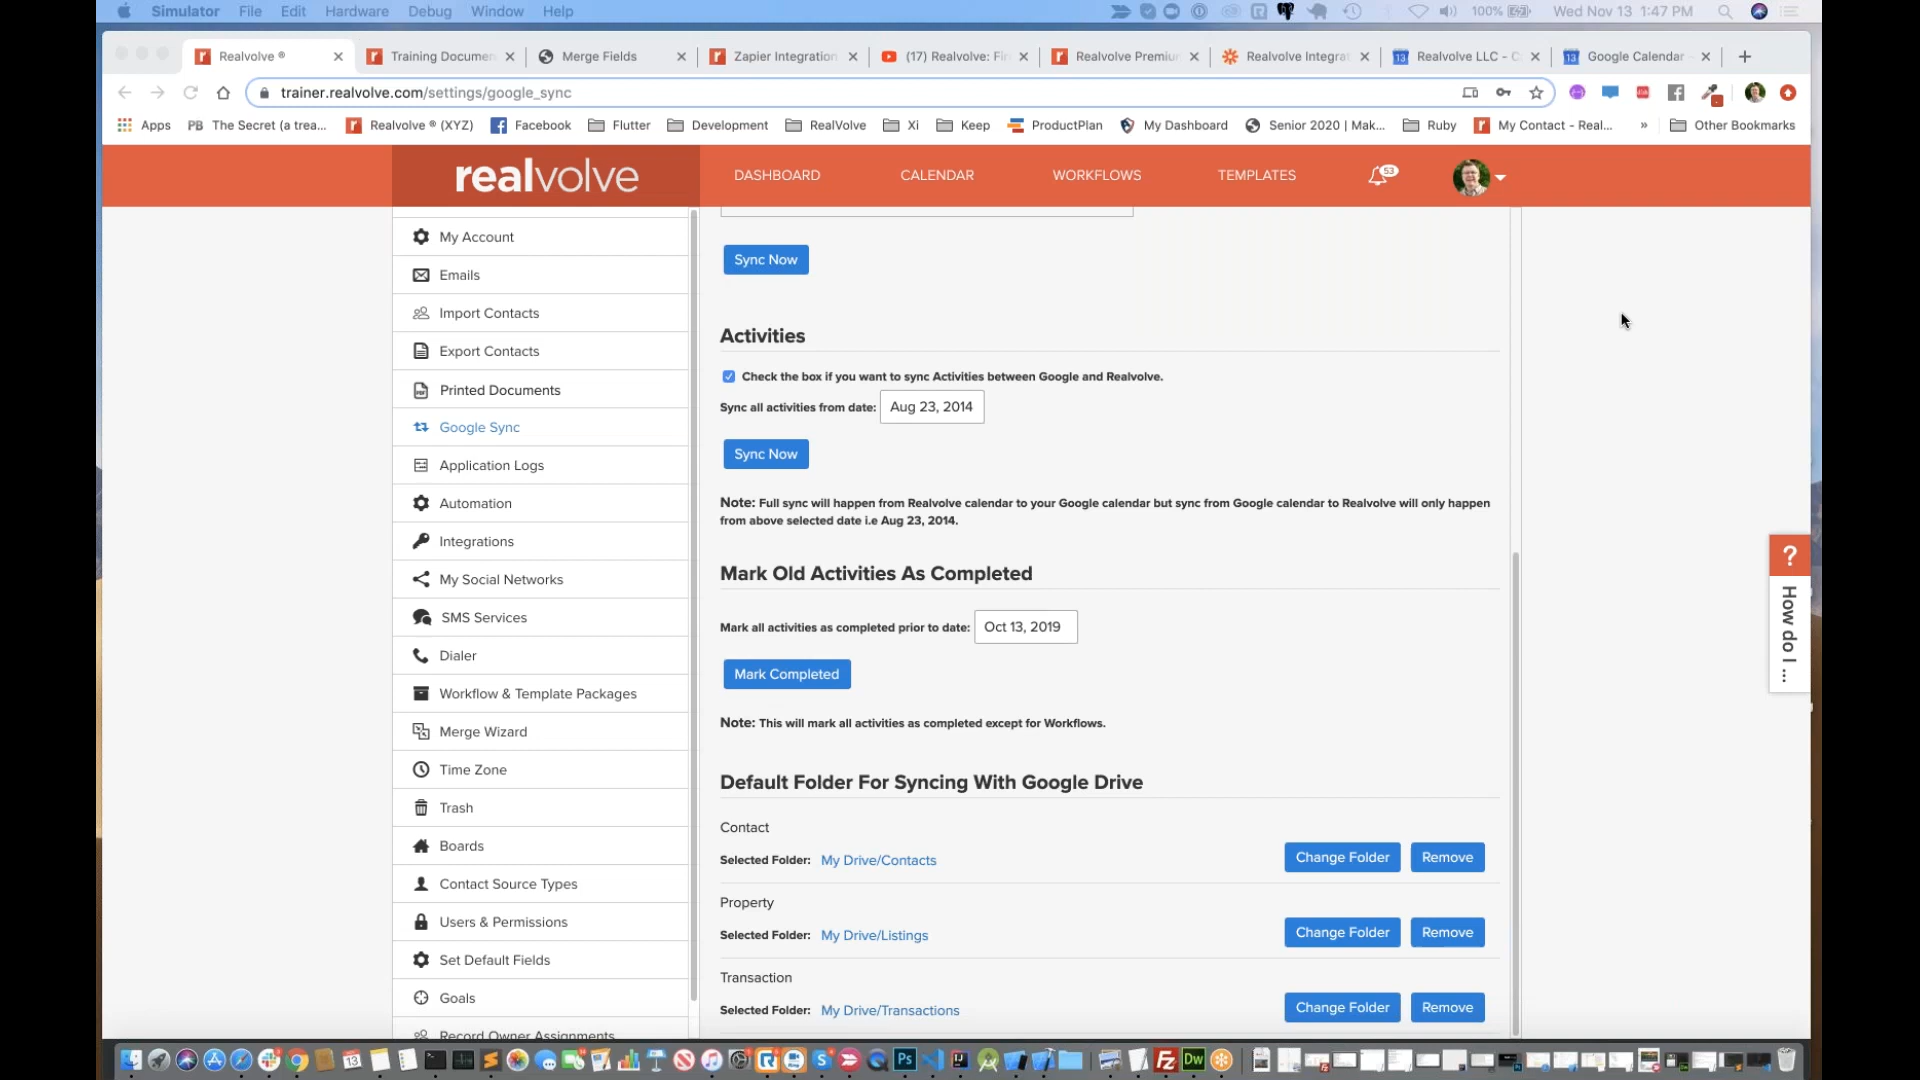 Simulator File Edit Hardware Debug Window Help 100% Wed Nov 13 1:47 PM
Realvolve ® Training Documen Merge Fields Zapier Integration (17) Realvolve: Fir Realvolve Premium Realvolve Integrat Realvolve LLC - C Google Calendar -
trainer.realvolve.com/settings/google_sync
Apps PB The Secret (a trea... Realvolve ® (XYZ) Facebook Flutter Development RealVolve Xi Keep ProductPlan My Dashboard Senior 2020 | Mak... Ruby My Contact - Real... » Other Bookmarks
realvolve DASHBOARD CALENDAR WORKFLOWS TEMPLATES 53
My Account
Emails
Import Contacts
Export Contacts
Printed Documents
Google Sync
Application Logs
Automation
Integrations
My Social Networks
SMS Services
Dialer
Workflow & Template Packages
Merge Wizard
Time Zone
Trash
Boards
Contact Source Types
Users & Permissions
Set Default Fields
Goals
Record Owner Assignments
Sync Now
Activities
Check the box if you want to sync Activities between Google and Realvolve.
Sync all activities from date: Aug 23, 2014
Sync Now
Note: Full sync will happen from Realvolve calendar to your Google calendar but sync from Google calendar to Realvolve will only happen
from above selected date i.e Aug 23, 2014.
Mark Old Activities As Completed
Mark all activities as completed prior to date: Oct 13, 2019
Mark Completed
Note: This will mark all activities as completed except for Workflows.
Default Folder For Syncing With Google Drive
Contact
Selected Folder: My Drive/Contacts Change Folder Remove
Property
Selected Folder: My Drive/Listings Change Folder Remove
Transaction
Selected Folder: My Drive/Transactions Change Folder Remove
? How do I ...